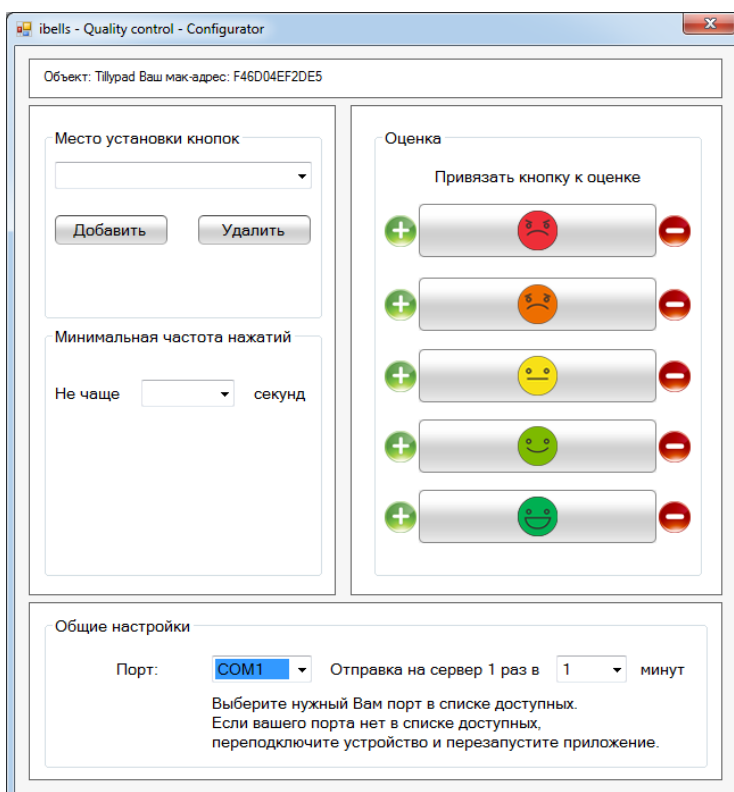 ibells - Quality control - Configurator
Объект: Tillypad Ваш мак-адрес: F46D04EF2DE5
Место установки кнопок
Добавить Удалить
Минимальная частота нажатий
Не чаще секунд
Оценка
Привязать кнопку к оценке
Общие настройки
Порт: COM1 Отправка на сервер 1 раз в 1 минут
Выберите нужный Вам порт в списке доступных.
Если вашего порта нет в списке доступных,
переподключите устройство и перезапустите приложение.